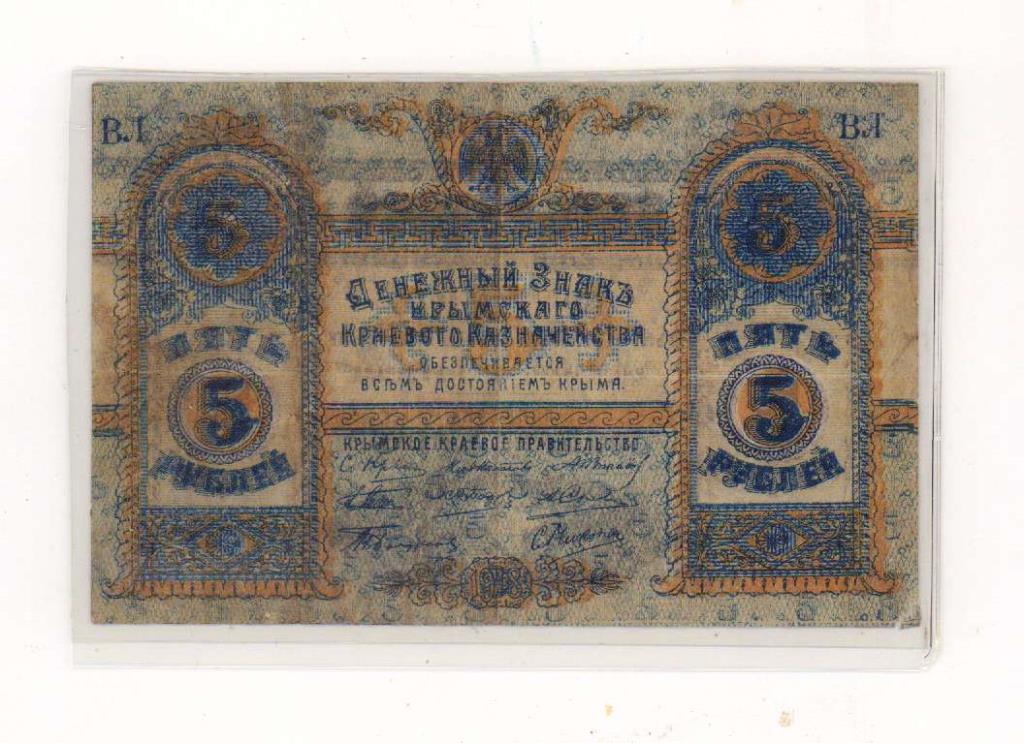 ВЛ ВЛ
5 5
Денежный Знакъ
Крымскаго
Краевого Казначейства
обезпечивается
всѣмъ достоянiемъ Крыма.
ПЯТЬ ПЯТЬ
5 5
РУБЛЕЙ РУБЛЕЙ
Крымское Краевое Правительство:
1918